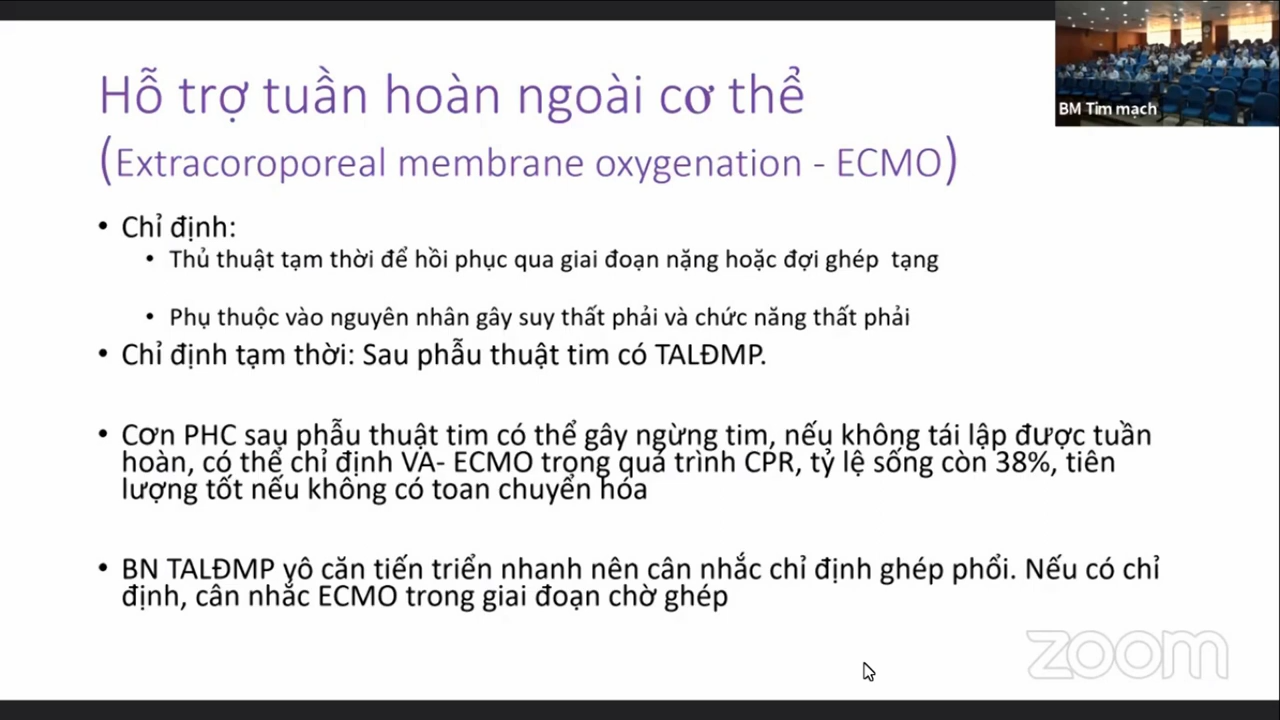 Hỗ trợ tuần hoàn ngoài cơ thể
(Extracoroporeal membrane oxygenation - ECMO)
BM Tim mạch
• Chỉ định:
• Thủ thuật tạm thời để hồi phục qua giai đoạn nặng hoặc đợi ghép tạng
• Phụ thuộc vào nguyên nhân gây suy thất phải và chức năng thất phải
• Chỉ định tạm thời: Sau phẫu thuật tim có TALĐMP.
• Cơn PHC sau phẫu thuật tim có thể gây ngừng tim, nếu không tái lập được tuần
hoàn, có thể chỉ định VA- ECMO trong quá trình CPR, tỷ lệ sống còn 38%, tiên
lượng tốt nếu không có toan chuyển hóa
• BN TALĐMP vô căn tiến triển nhanh nên cân nhắc chỉ định ghép phổi. Nếu có chỉ
định, cân nhắc ECMO trong giai đoạn chờ ghép
zoom